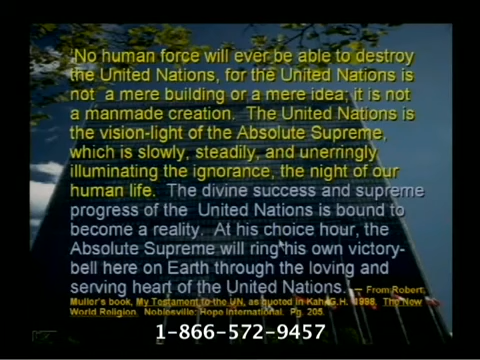 'No human force will ever be able to destroy
the United Nations, for the United Nations is
not a mere building or a mere idea; it is not
a manmade creation. The United Nations is
the vision-light of the Absolute Supreme,
which is slowly, steadily, and unerringly
illuminating the ignorance, the night of our
human life. The divine success and supreme
progress of the United Nations is bound to
become a reality. At his choice hour, the
Absolute Supreme will ring his own victory-
bell here on Earth through the loving and
serving heart of the United Nations. — From Robert
Muller's book, My Testament to the UN, as quoted in Kah, G.H. 1998. The New
World Religion. Noblesville: Hope International. Pg. 205.
1-866-572-9457